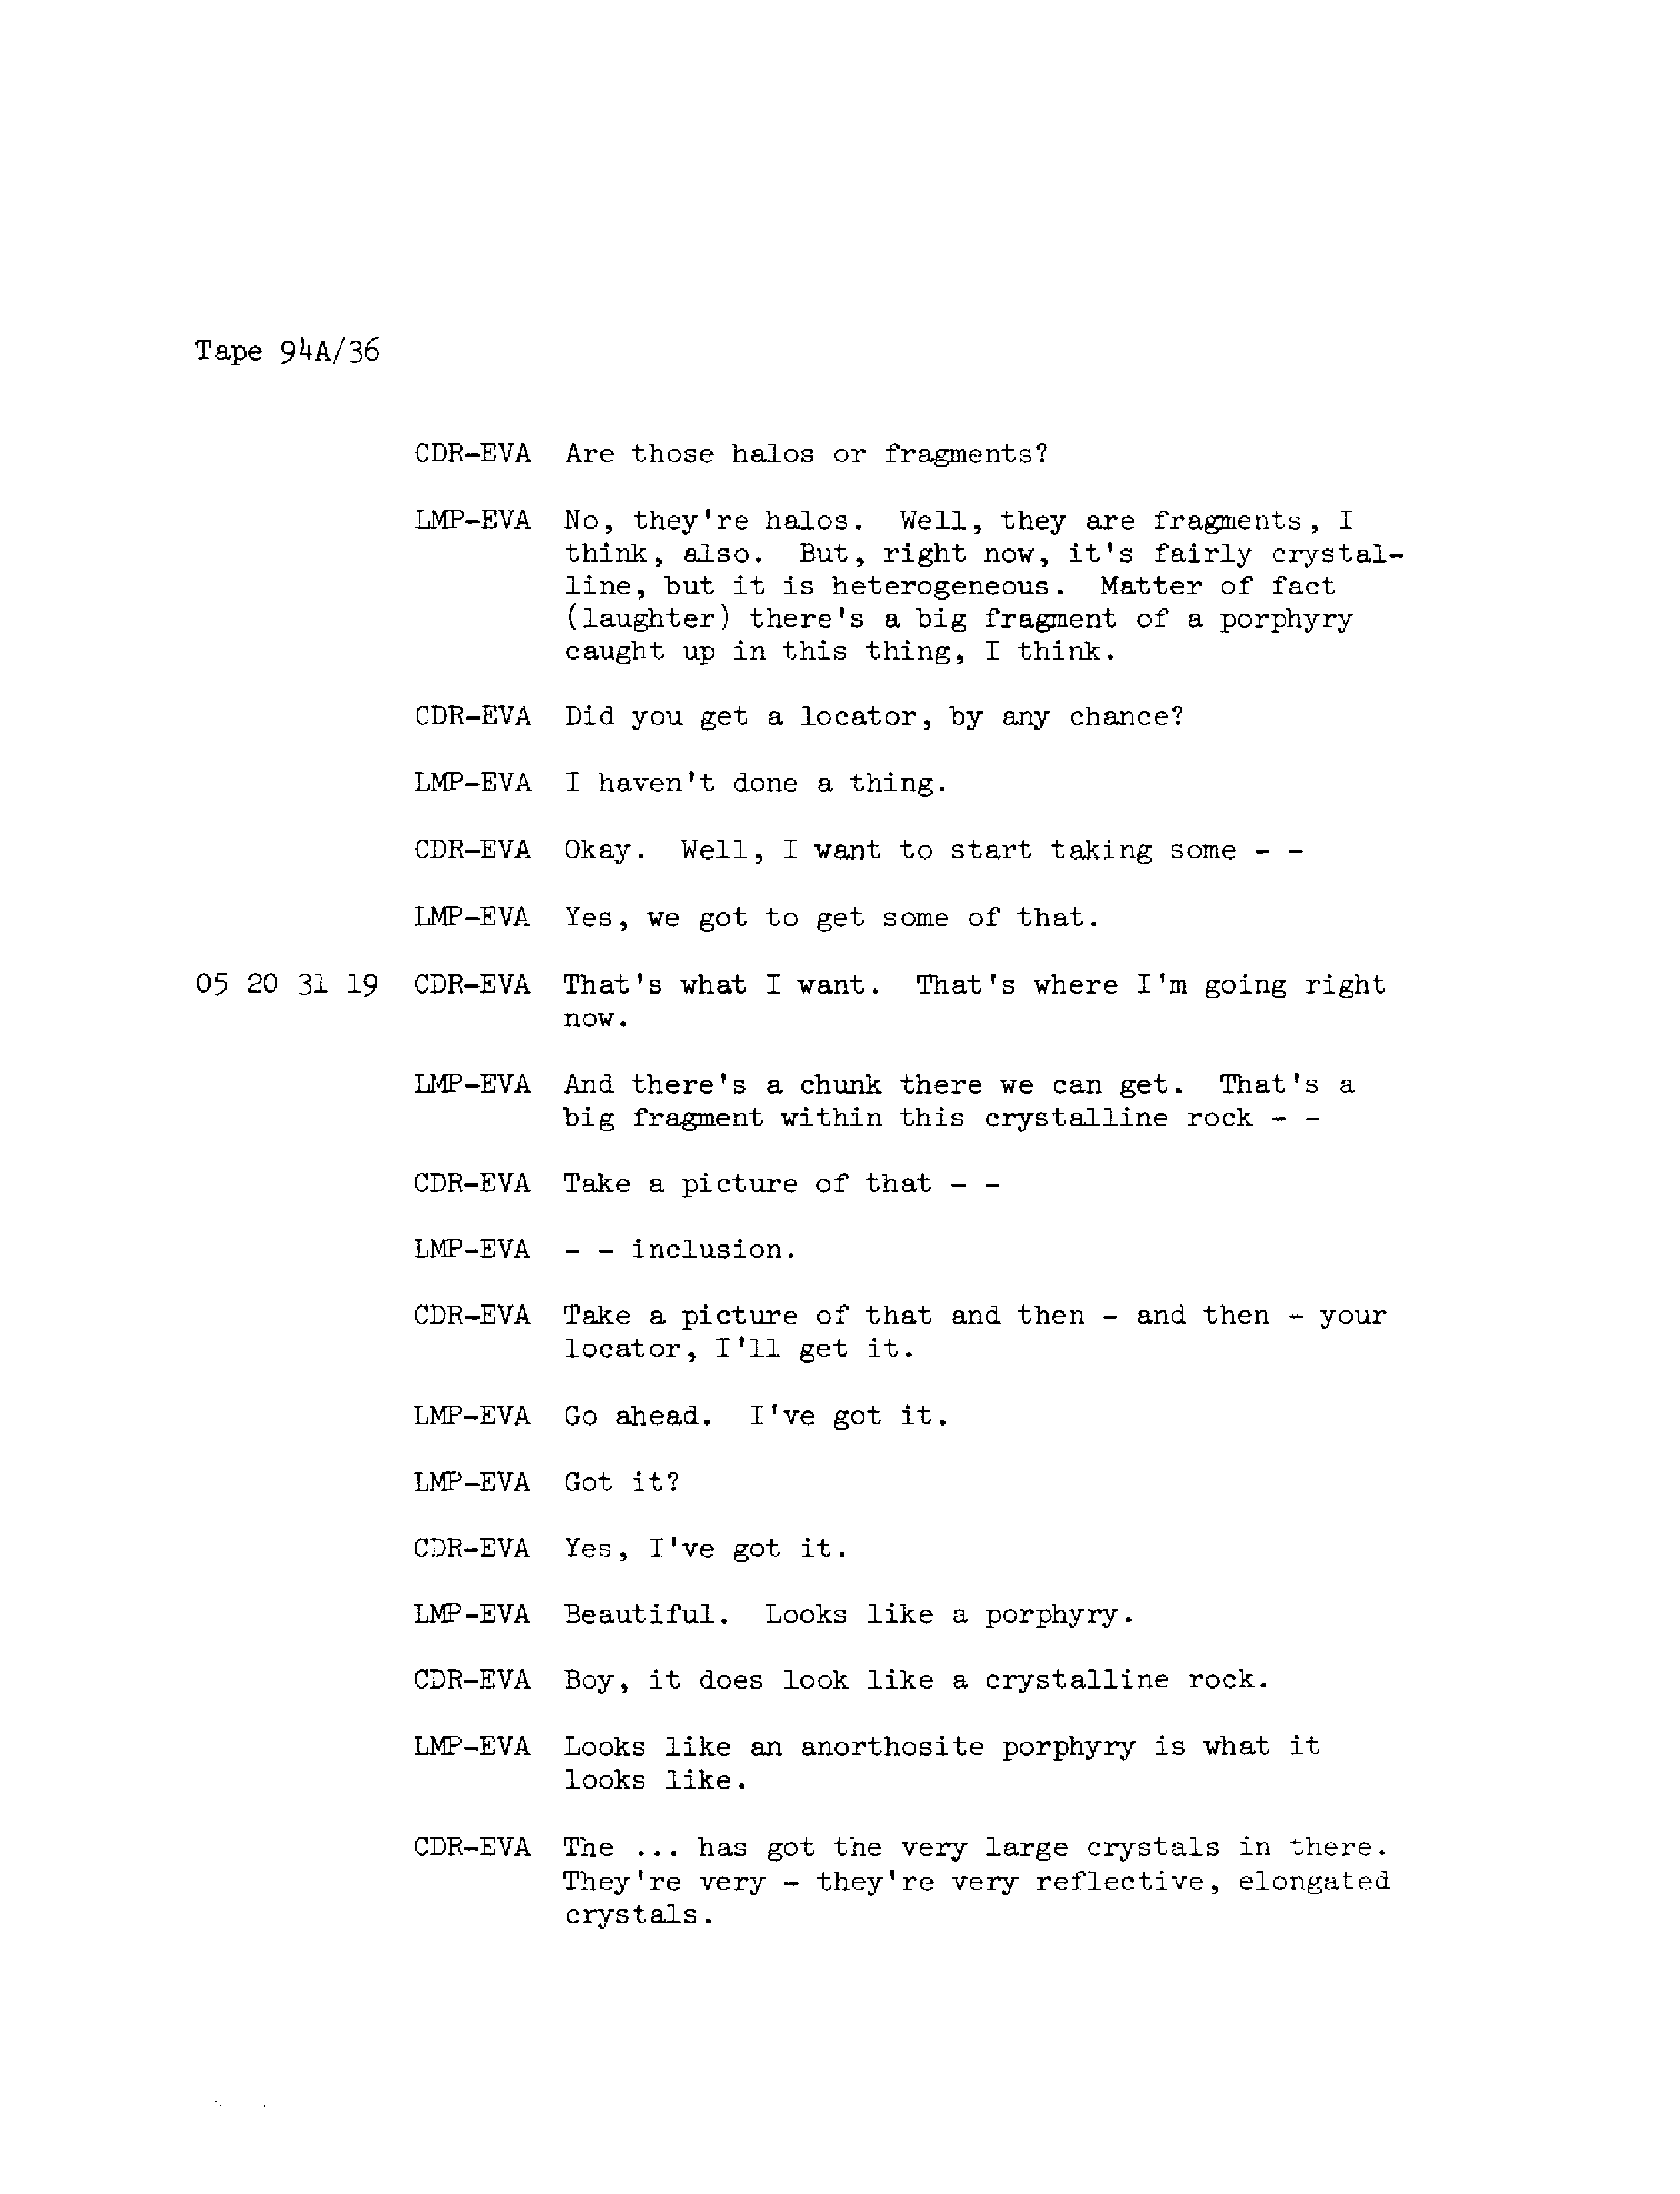 Tape 94A/36
CDR-EVA Are those halos or fragments?
LMP-EVA No, they're halos. Well, they are fragments, I
think, also. But, right now, it's fairly crystal-
line, but it is heterogeneous. Matter of fact
(laughter) there's a big fragment of a porphyry
caught up in this thing, I think.
CDR-EVA Did you get a locator, by any chance?
LMP-EVA I haven't done a thing.
CDR-EVA Okay. Well, I want to start taking some - -
LMP-EVA Yes, we got to get some of that.
05 20 31 19 CDR-EVA That's what I want. That's where I'm going right
now.
LMP-EVA And there's a chunk there we can get. That's a
big fragment within this crystalline rock - -
CDR-EVA Take a picture of that - -
LMP-EVA - - inclusion.
CDR-EVA Take a picture of that and then - and then - your
locator, I'll get it.
LMP-EVA Go ahead. I've got it.
LMP-EVA Got it?
CDR-EVA Yes, I've got it.
LMP-EVA Beautiful. Looks like a porphyry.
CDR-EVA Boy, it does look like a crystalline rock.
LMP-EVA Looks like an anorthosite porphyry is what it
looks like.
CDR-EVA The ... has got the very large crystals in there.
They're very - they're very reflective, elongated
crystals.